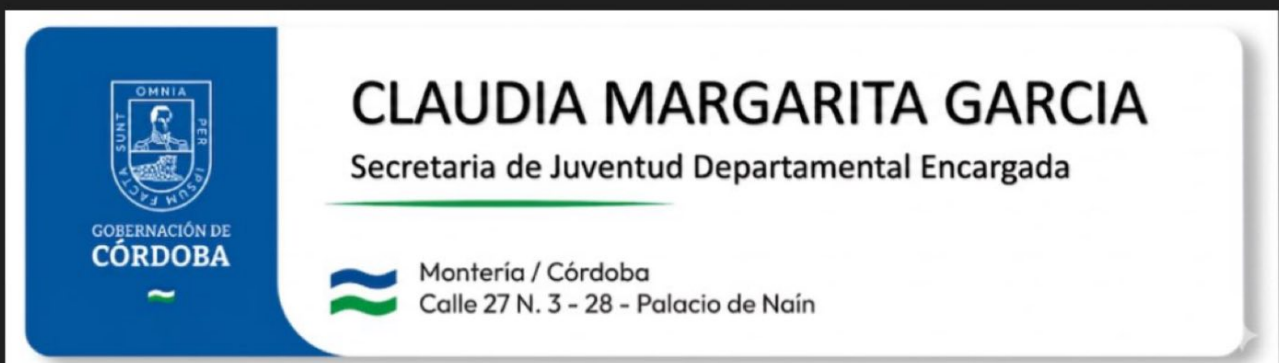 OMNIA
PER
IPSUM FACTA
SUNT
GOBERNACIÓN DE
CÓRDOBA
CLAUDIA MARGARITA GARCIA
Secretaria de Juventud Departamental Encargada
Montería / Córdoba
Calle 27 N. 3 - 28 - Palacio de Naín